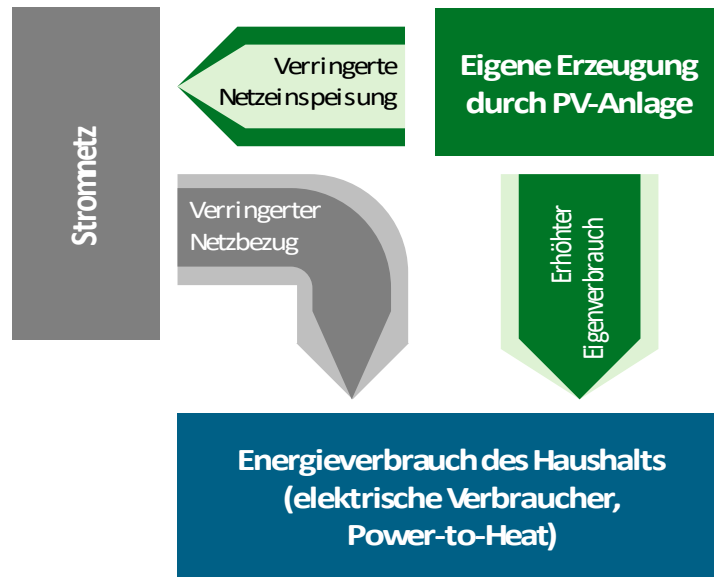 Verringerte
Netzeinspeisung
Eigene Erzeugung
durch PV-Anlage
Stromnetz
Verringerter
Netzbezug
Erhöhter
Eigenverbrauch
Energieverbrauch des Haushalts
(elektrische Verbraucher,
Power-to-Heat)